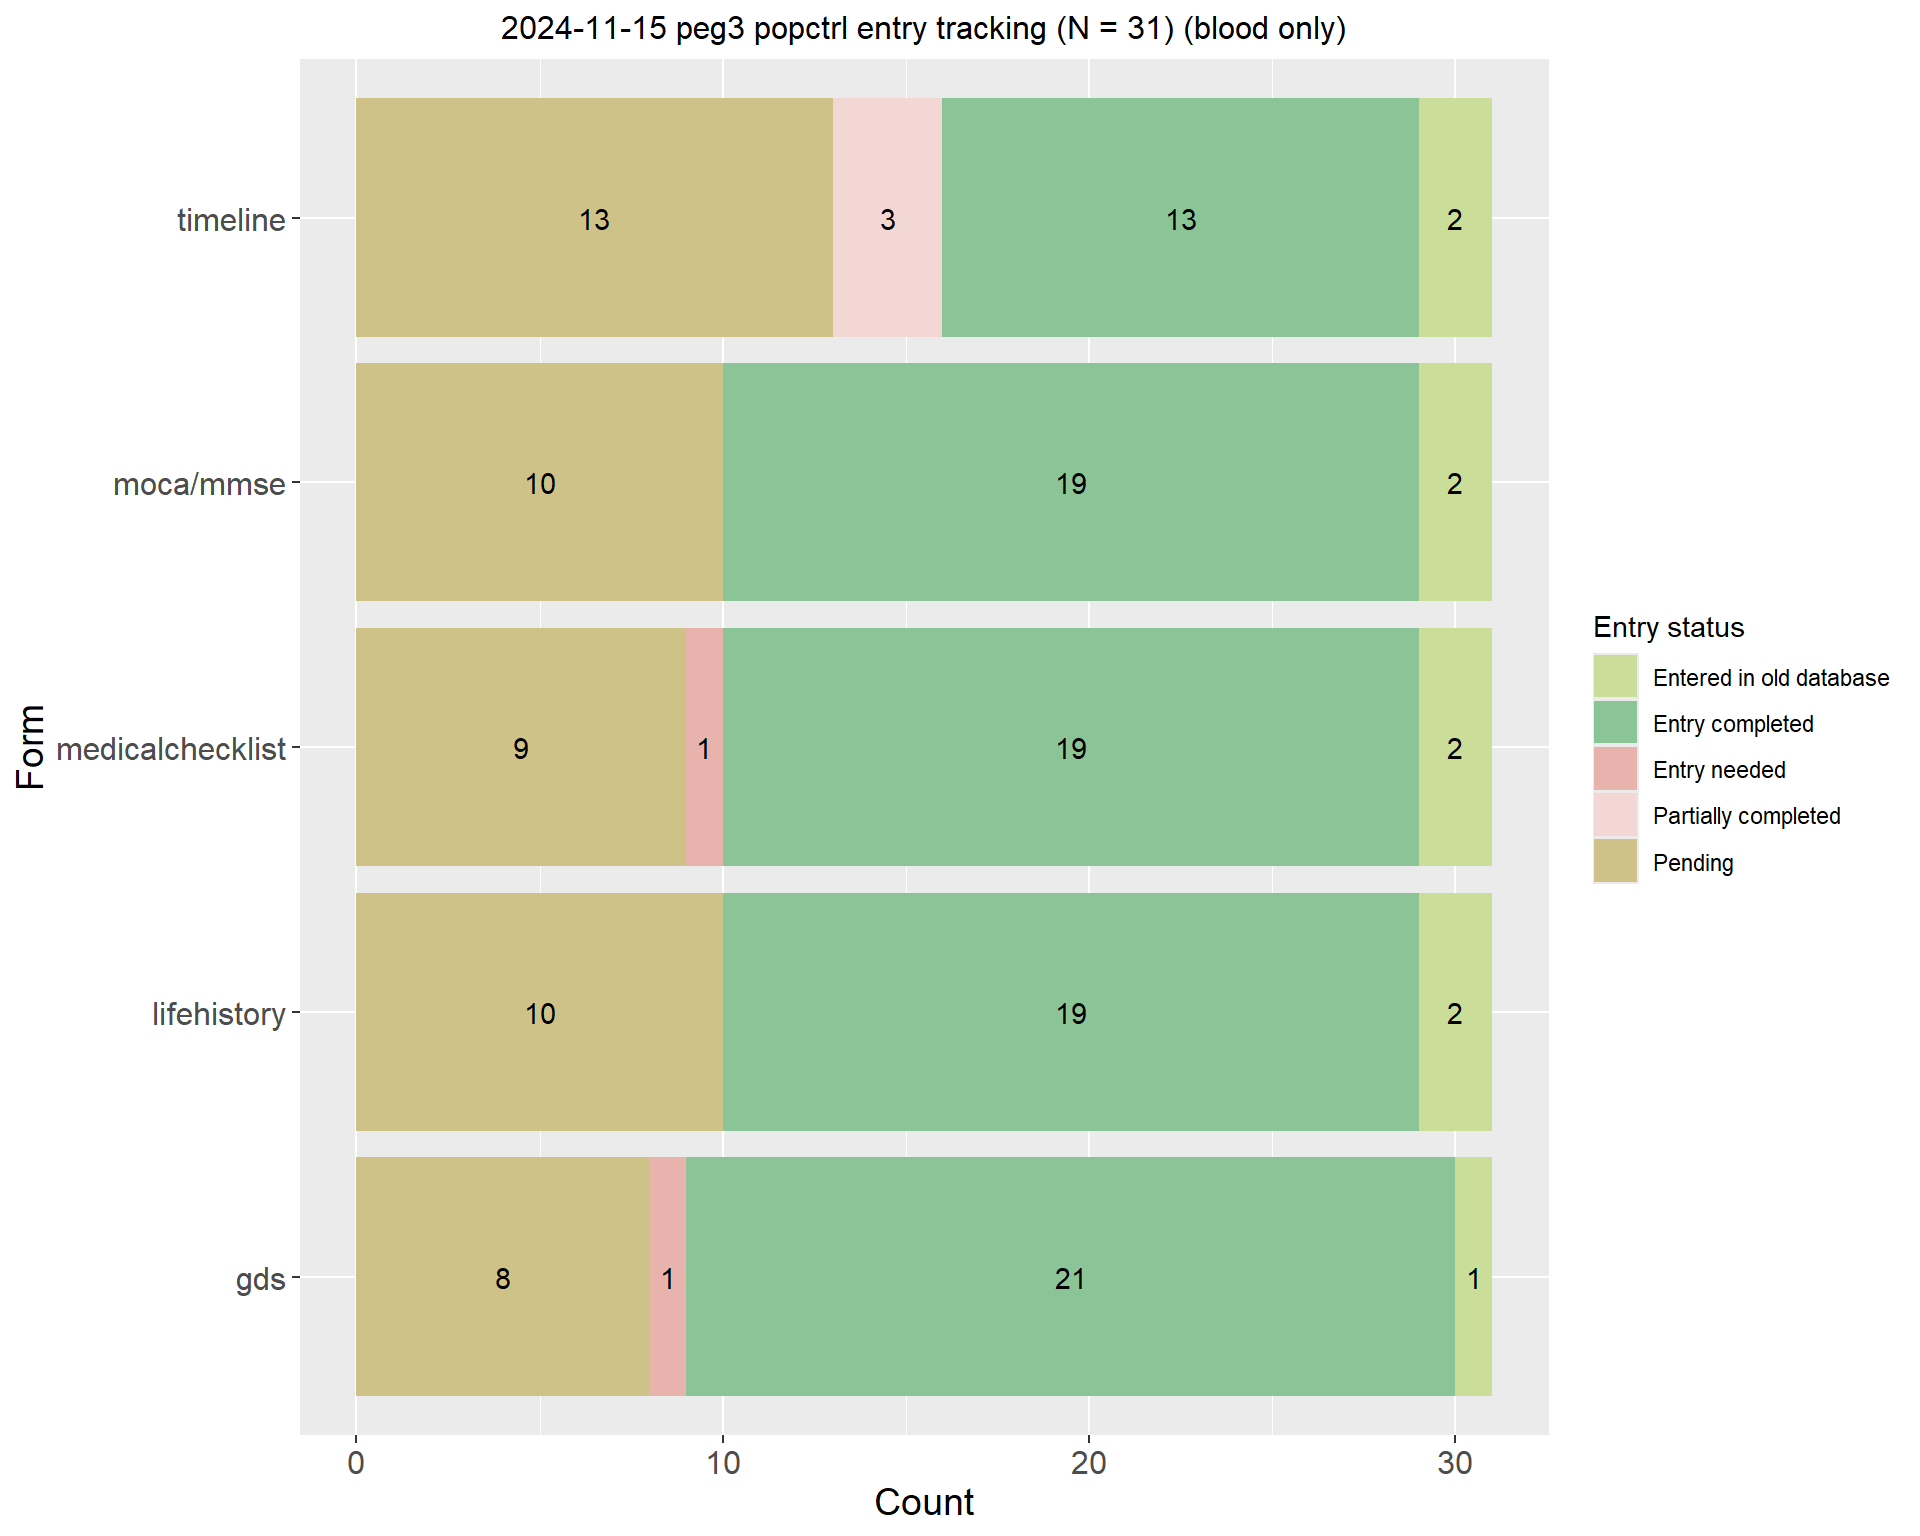 2024-11-15 peg3 popctrl entry tracking (N = 31) (blood only)
Form
timeline
13
3
13
2
moca/mmse
10
19
2
medicalchecklist
9
1
19
2
lifehistory
10
19
2
gds
8
1
21
1
0
10
20
30
Count
Entry status
Entered in old database
Entry completed
Entry needed
Partially completed
Pending